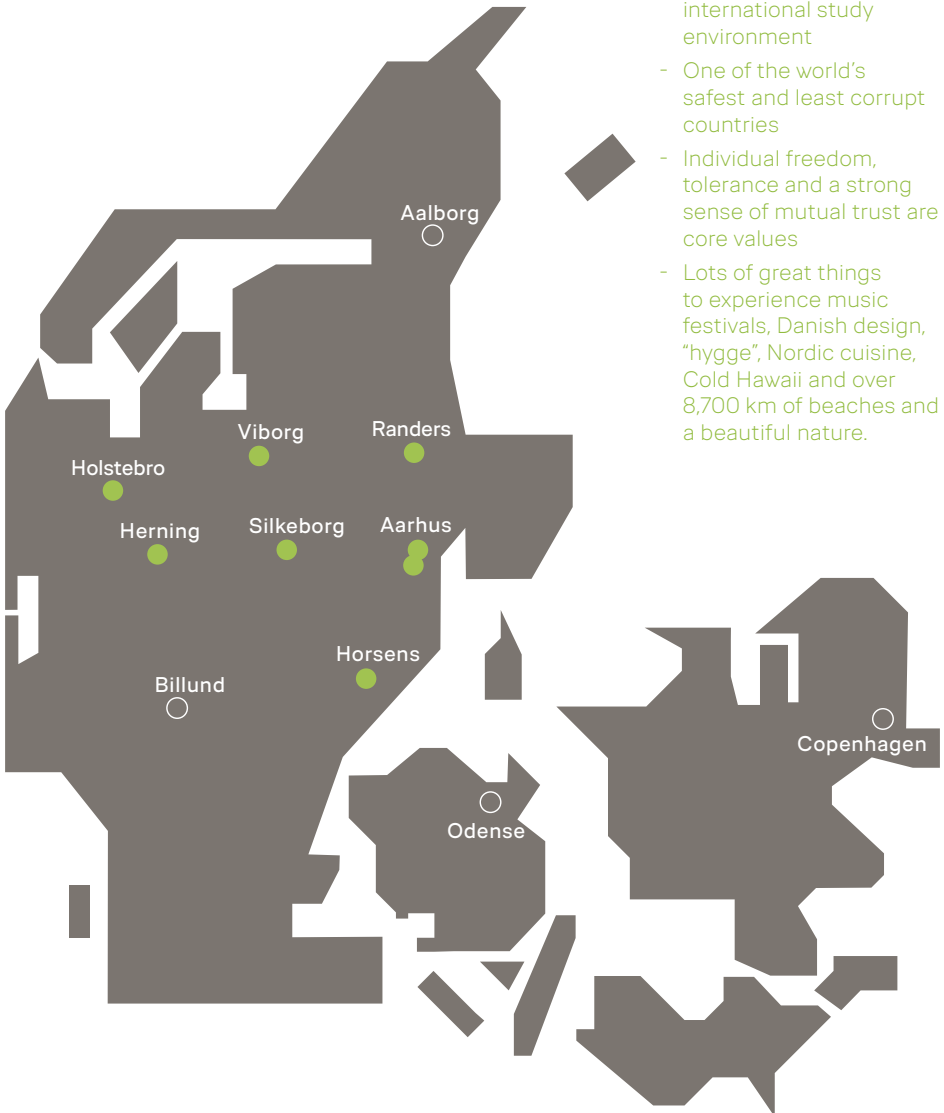 international study
environment
- One of the world's
safest and least corrupt
countries
- Individual freedom,
tolerance and a strong
sense of mutual trust are
core values
- Lots of great things
to experience music
festivals, Danish design,
"hygge", Nordic cuisine,
Cold Hawaii and over
8,700 km of beaches and
a beautiful nature.
Aalborg
Viborg
Randers
Holstebro
Herning
Silkeborg
Aarhus
Horsens
Billund
Copenhagen
Odense